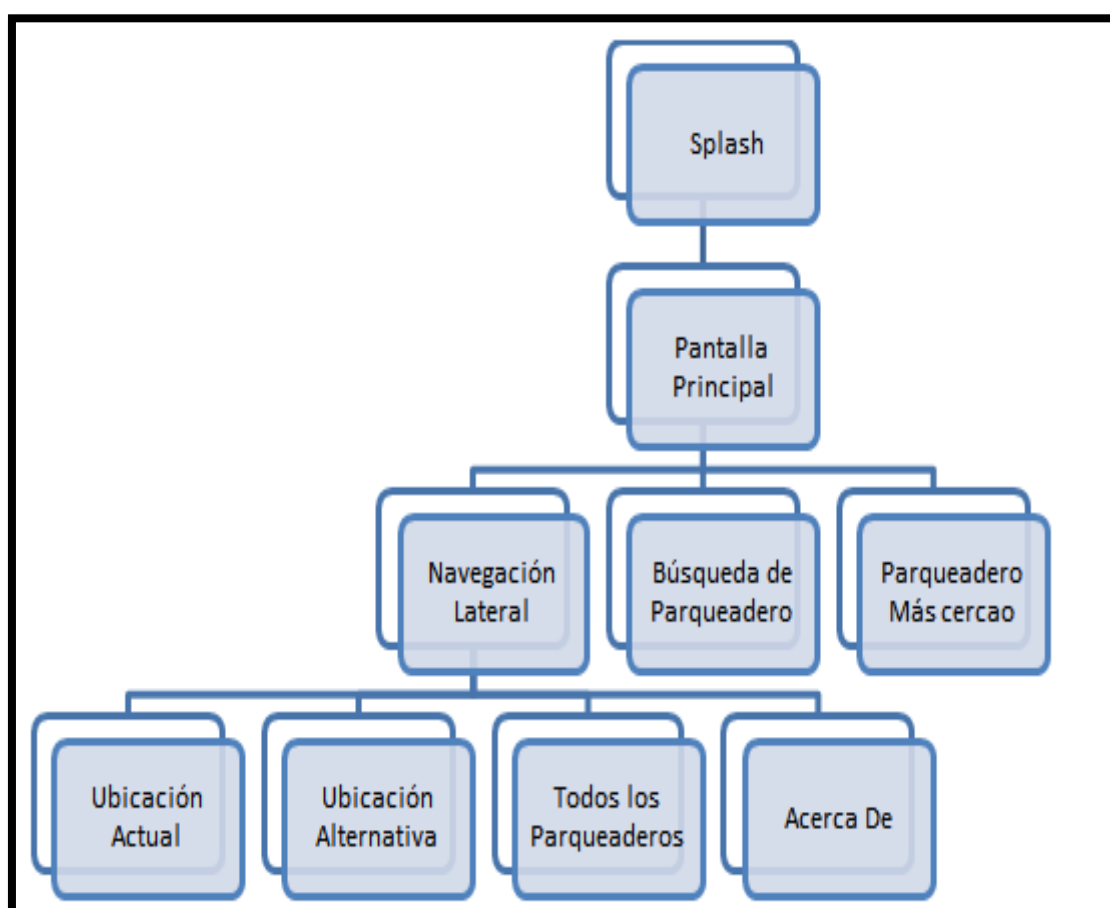 Splash
Pantalla
Principal
Navegación
Lateral
Búsqueda de
Parqueadero
Parqueadero
Más cercao
Ubicación
Actual
Ubicación
Alternativa
Todos los
Parqueaderos
Acerca De